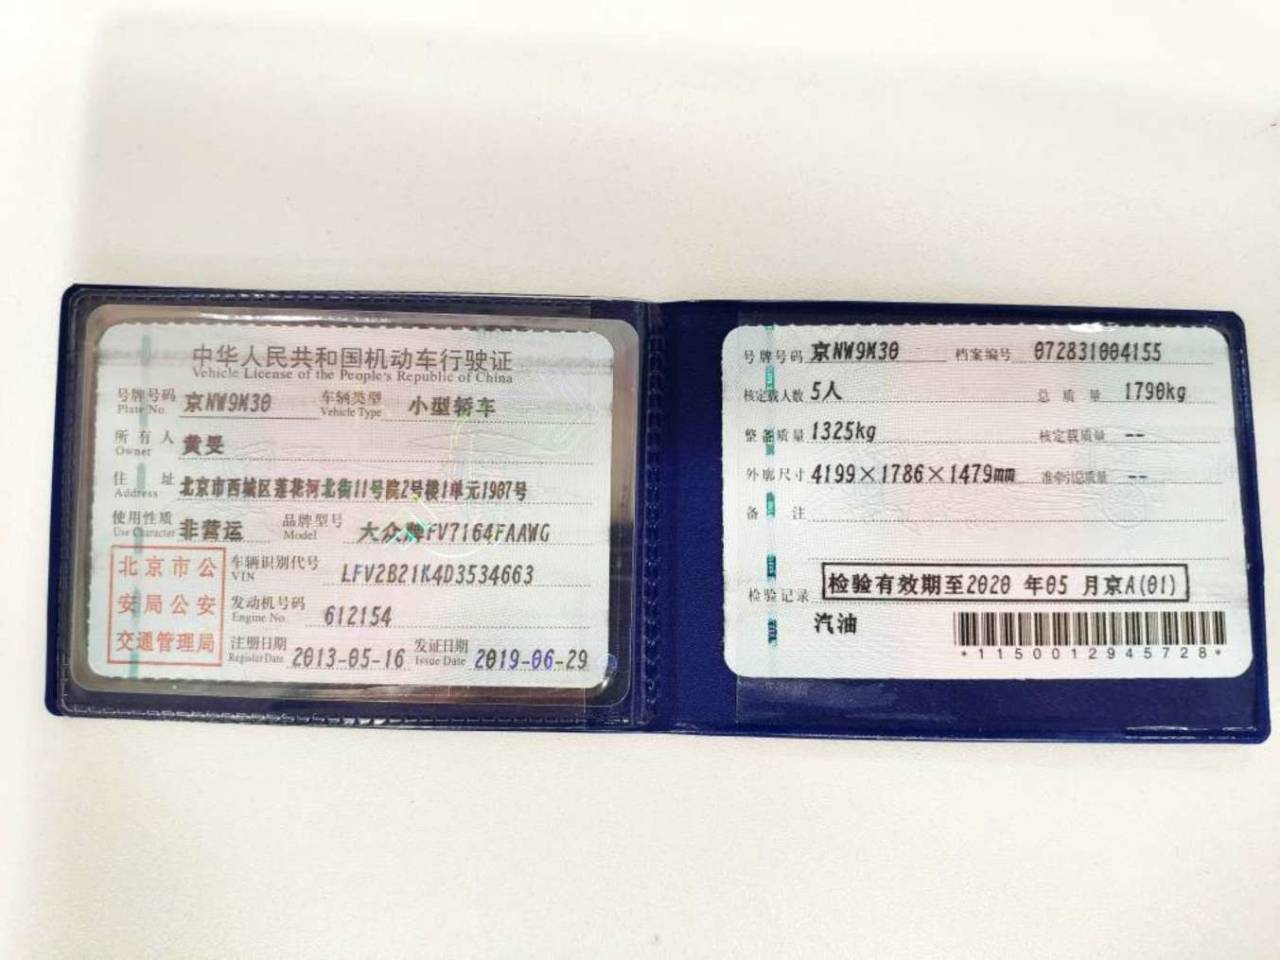 中华人民共和国机动车行驶证
Vehicle License of the People's Republic of China
号牌号码 京NW9M30 车辆类型 小型轿车
Plate No. Vehicle Type
所有人 黄旻
Owner
住址 北京市西城区莲花河北街11号院2号楼1单元1907号
Address
使用性质 非营运 品牌型号 大众牌FV7164FAAWG
Use Character Model
北京市公
安局公安
交通管理局
车辆识别代号 LFV2B21K4D3534663
VIN
发动机号码 612154
Engine No.
注册日期 2013-05-16 发证日期 2019-06-29
Register Date Issue Date
号牌号码 京NW9M30 档案编号 072831004155
核定载人数 5人 总质量 1790kg
整备质量 1325kg 核定载质量 --
外廓尺寸 4199×1786×1479mm 准牵引总质量 --
备注
检验记录 检验有效期至2020 年05 月京A(01)
汽油
*1150012945728*